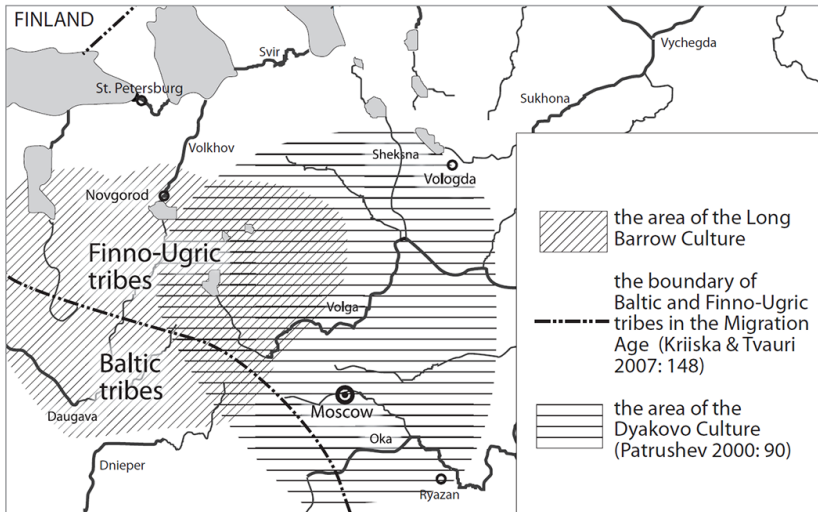 FINLAND
Svir
Vychegda
St. Petersburg
Sukhona
Volkhov
Sheksna
Vologda
Novgorod
Finno-Ugric
tribes
Volga
Baltic
tribes
Daugava
Moscow
Oka
Dnieper
Ryazan
the area of the Long
Barrow Culture
the boundary of
Baltic and Finno-Ugric
tribes in the Migration
Age (Kriiska & Tvauri
2007: 148)
the area of the
Dyakovo Culture
(Patrushev 2000: 90)